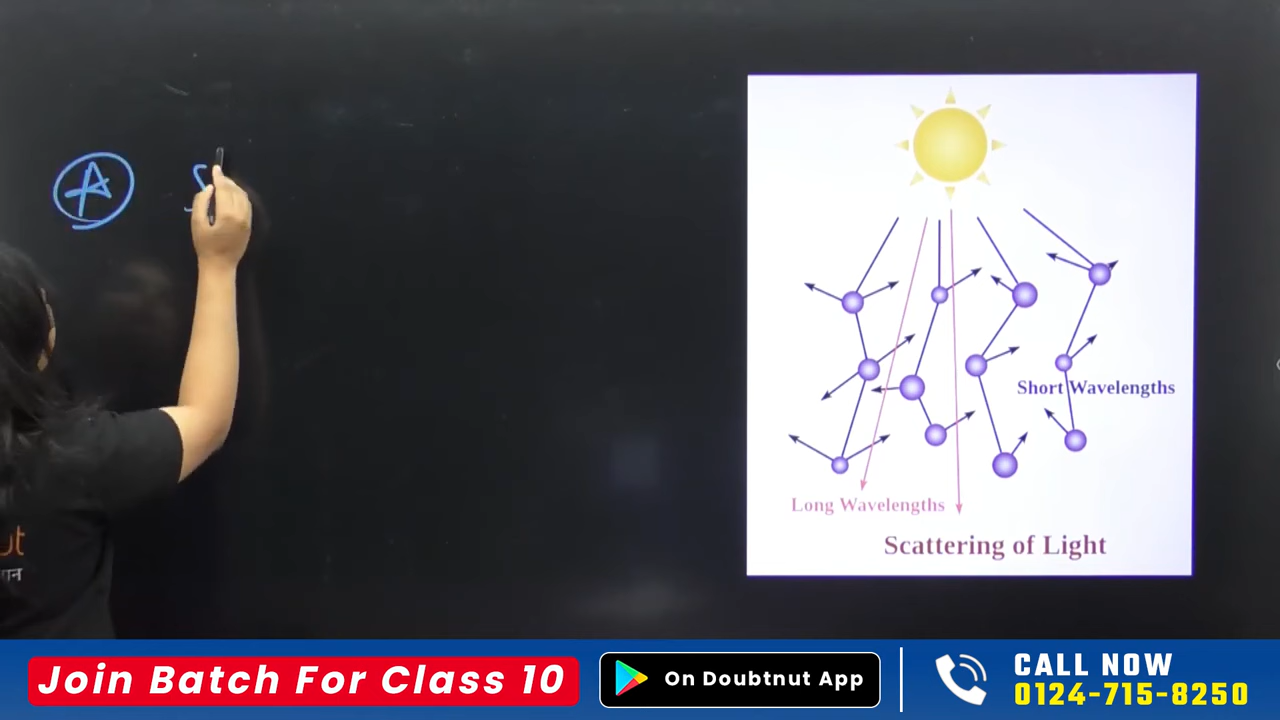 A
S
Short Wavelengths
Long Wavelengths
Scattering of Light
ut
Join Batch For Class 10
On Doubtnut App
CALL NOW
0124-715-8250